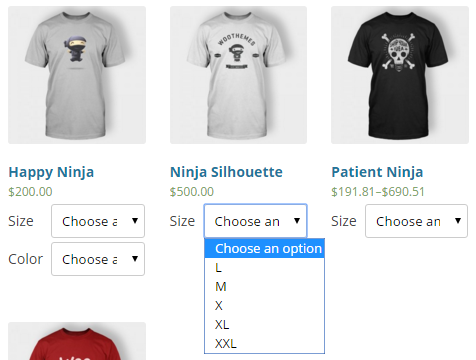 WOOTHEMES
Happy Ninja
$200.00
Size Choose a
Color Choose a
Ninja Silhouette
$500.00
Size Choose an
Choose an option
L
M
X
XL
XXL
Patient Ninja
$191.81–$690.51
Size Choose an